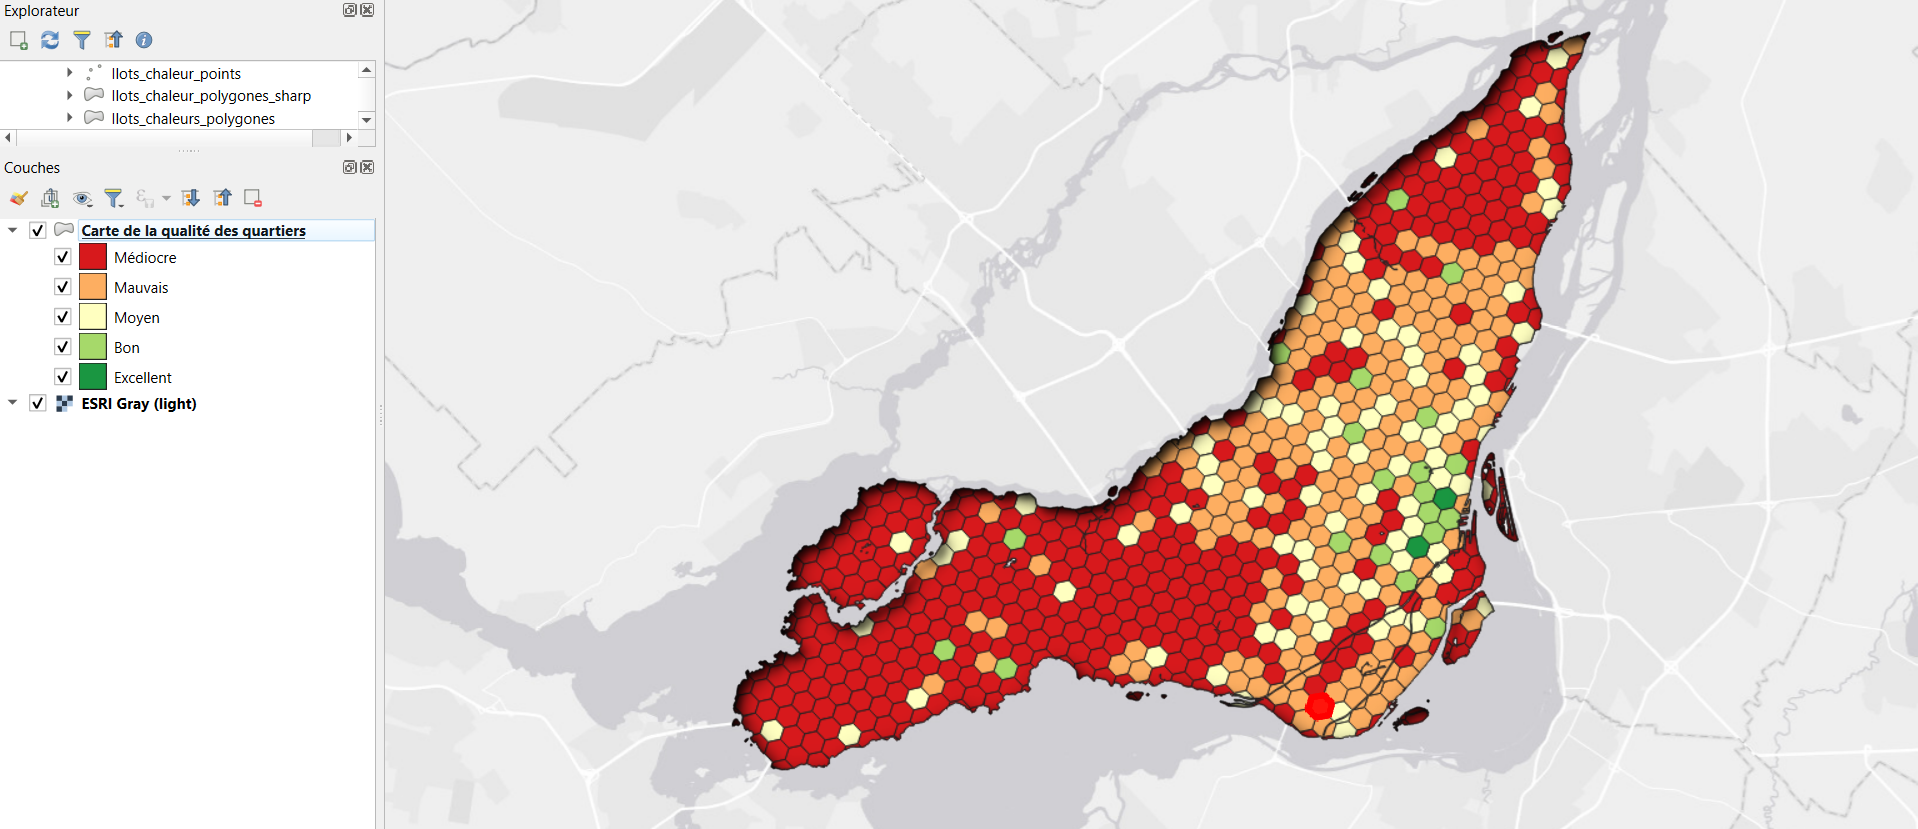 Explorateur
Ilots_chaleur_points
Ilots_chaleur_polygones_sharp
Ilots_chaleurs_polygones
Couches
Carte de la qualité des quartiers
Médiocre
Mauvais
Moyen
Bon
Excellent
ESRI Gray (light)